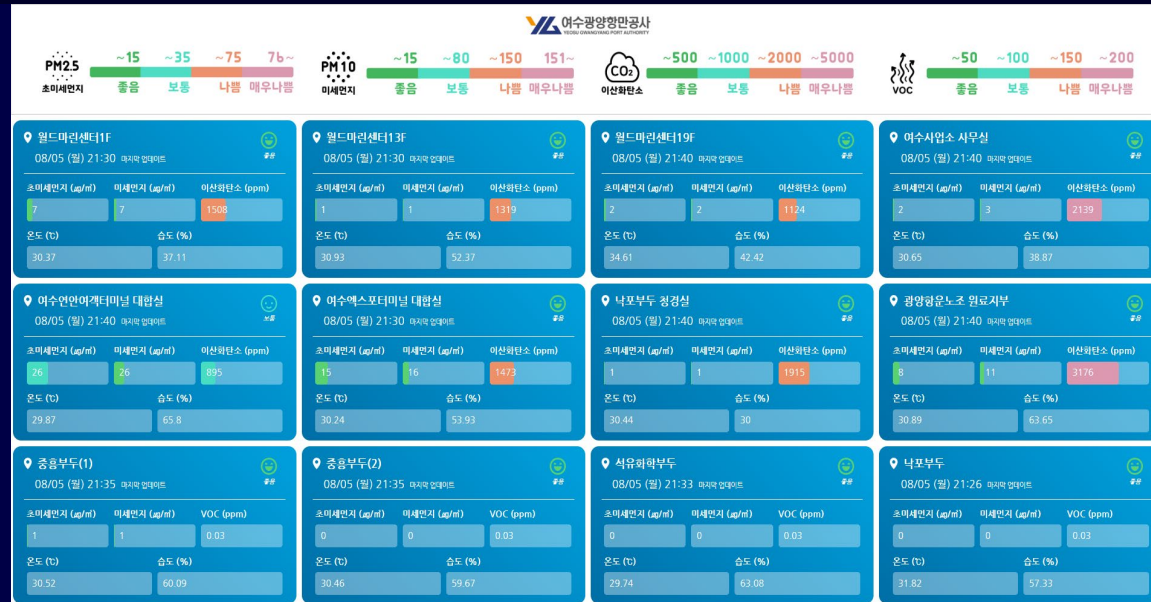 여수광양항만공사
YEOSU GWANGYANG PORT AUTHORITY
PM2.5
초미세먼지
~15 ~35 ~75 76~
좋음 보통 나쁨 매우나쁨
PM10
미세먼지
~15 ~80 ~150 151~
좋음 보통 나쁨 매우나쁨
CO2
이산화탄소
~500 ~1000 ~2000 ~5000
좋음 보통 나쁨 매우나쁨
VOC
~50 ~100 ~150 ~200
좋음 보통 나쁨 매우나쁨
월드마린센터1F
08/05 (월) 21:30 마지막 업데이트
좋음
초미세먼지 (㎍/㎥) 미세먼지 (㎍/㎥) 이산화탄소 (ppm)
7 7 1508
온도 (℃) 습도 (%)
30.37 37.11
월드마린센터13F
08/05 (월) 21:30 마지막 업데이트
좋음
초미세먼지 (㎍/㎥) 미세먼지 (㎍/㎥) 이산화탄소 (ppm)
1 1 1319
온도 (℃) 습도 (%)
30.93 52.37
월드마린센터19F
08/05 (월) 21:40 마지막 업데이트
좋음
초미세먼지 (㎍/㎥) 미세먼지 (㎍/㎥) 이산화탄소 (ppm)
2 2 1124
온도 (℃) 습도 (%)
34.61 42.42
여수사업소 사무실
08/05 (월) 21:40 마지막 업데이트
좋음
초미세먼지 (㎍/㎥) 미세먼지 (㎍/㎥) 이산화탄소 (ppm)
2 3 2139
온도 (℃) 습도 (%)
30.65 38.87
여수연안여객터미널 대합실
08/05 (월) 21:40 마지막 업데이트
보통
초미세먼지 (㎍/㎥) 미세먼지 (㎍/㎥) 이산화탄소 (ppm)
26 26 895
온도 (℃) 습도 (%)
29.87 65.8
여수엑스포터미널 대합실
08/05 (월) 21:30 마지막 업데이트
좋음
초미세먼지 (㎍/㎥) 미세먼지 (㎍/㎥) 이산화탄소 (ppm)
15 16 1473
온도 (℃) 습도 (%)
30.24 53.93
낙포부두 청경실
08/05 (월) 21:40 마지막 업데이트
좋음
초미세먼지 (㎍/㎥) 미세먼지 (㎍/㎥) 이산화탄소 (ppm)
1 1 1915
온도 (℃) 습도 (%)
30.44 30
광양항운노조 원료지부
08/05 (월) 21:40 마지막 업데이트
좋음
초미세먼지 (㎍/㎥) 미세먼지 (㎍/㎥) 이산화탄소 (ppm)
8 11 3176
온도 (℃) 습도 (%)
30.89 63.65
중흥부두(1)
08/05 (월) 21:35 마지막 업데이트
좋음
초미세먼지 (㎍/㎥) 미세먼지 (㎍/㎥) VOC (ppm)
1 1 0.03
온도 (℃) 습도 (%)
30.52 60.09
중흥부두(2)
08/05 (월) 21:35 마지막 업데이트
좋음
초미세먼지 (㎍/㎥) 미세먼지 (㎍/㎥) VOC (ppm)
0 0 0.03
온도 (℃) 습도 (%)
30.46 59.67
석유화학부두
08/05 (월) 21:33 마지막 업데이트
좋음
초미세먼지 (㎍/㎥) 미세먼지 (㎍/㎥) VOC (ppm)
0 0 0.03
온도 (℃) 습도 (%)
29.74 63.08
낙포부두
08/05 (월) 21:26 마지막 업데이트
좋음
초미세먼지 (㎍/㎥) 미세먼지 (㎍/㎥) VOC (ppm)
0 0 0.03
온도 (℃) 습도 (%)
31.82 57.33